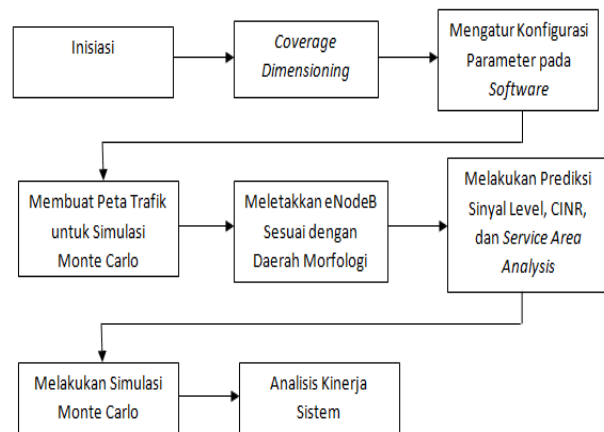 Inisiasi
Coverage
Dimensioning
Mengatur Konfigurasi
Parameter pada
Software
Membuat Peta Trafik
untuk Simulasi
Monte Carlo
Meletakkan eNodeB
Sesuai dengan
Daerah Morfologi
Melakukan Prediksi
Sinyal Level, CINR,
dan Service Area
Analysis
Melakukan Simulasi
Monte Carlo
Analisis Kinerja
Sistem